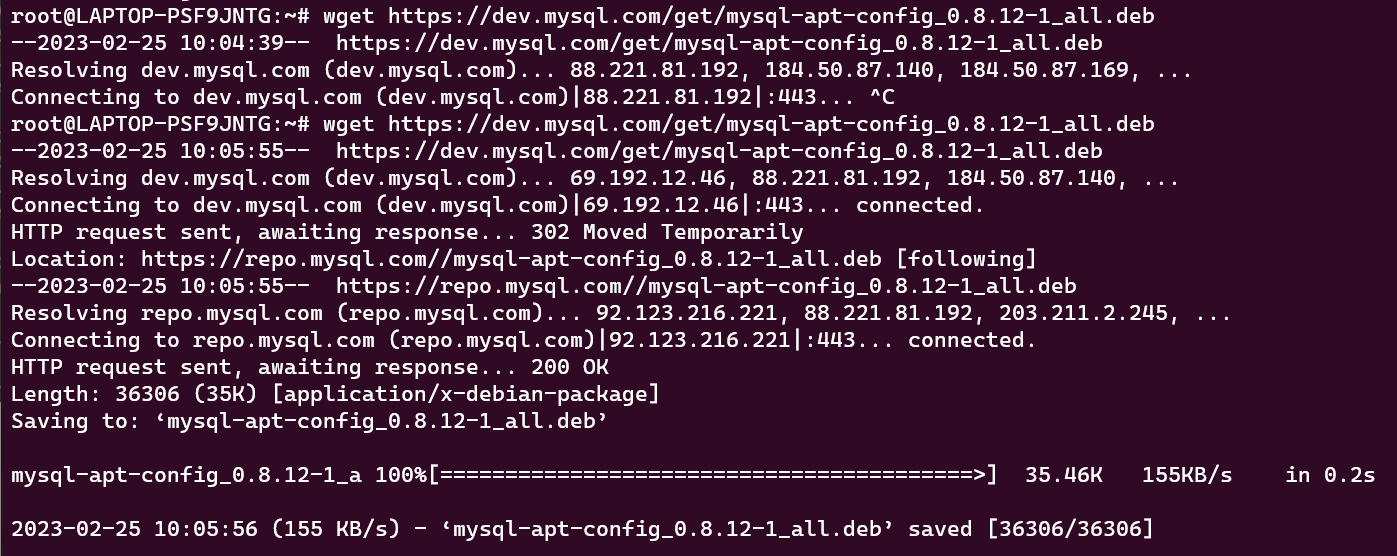 root@LAPTOP-PSF9JNTG:~# wget https://dev.mysql.com/get/mysql-apt-config_0.8.12-1_all.deb
--2023-02-25 10:04:39--  https://dev.mysql.com/get/mysql-apt-config_0.8.12-1_all.deb
Resolving dev.mysql.com (dev.mysql.com)... 88.221.81.192, 184.50.87.140, 184.50.87.169, ...
Connecting to dev.mysql.com (dev.mysql.com)|88.221.81.192|:443... ^C
root@LAPTOP-PSF9JNTG:~# wget https://dev.mysql.com/get/mysql-apt-config_0.8.12-1_all.deb
--2023-02-25 10:05:55--  https://dev.mysql.com/get/mysql-apt-config_0.8.12-1_all.deb
Resolving dev.mysql.com (dev.mysql.com)... 69.192.12.46, 88.221.81.192, 184.50.87.140, ...
Connecting to dev.mysql.com (dev.mysql.com)|69.192.12.46|:443... connected.
HTTP request sent, awaiting response... 302 Moved Temporarily
Location: https://repo.mysql.com//mysql-apt-config_0.8.12-1_all.deb [following]
--2023-02-25 10:05:55--  https://repo.mysql.com//mysql-apt-config_0.8.12-1_all.deb
Resolving repo.mysql.com (repo.mysql.com)... 92.123.216.221, 88.221.81.192, 203.211.2.245, ...
Connecting to repo.mysql.com (repo.mysql.com)|92.123.216.221|:443... connected.
HTTP request sent, awaiting response... 200 OK
Length: 36306 (35K) [application/x-debian-package]
Saving to: ‘mysql-apt-config_0.8.12-1_all.deb’
mysql-apt-config_0.8.12-1_a 100%[=========================================>]  35.46K   155KB/s    in 0.2s
2023-02-25 10:05:56 (155 KB/s) - ‘mysql-apt-config_0.8.12-1_all.deb’ saved [36306/36306]